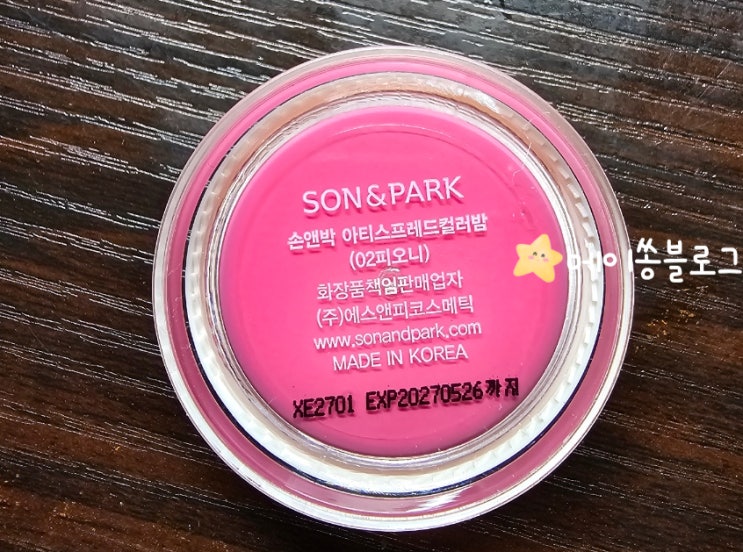 SON&PARK
손앤박 아티스프레드컬러밤
(02피오니)
화장품책임판매업자
(주)에스앤피코스메틱
www.sonandpark.com
MADE IN KOREA
XE2701 EXP20270526까지
에이쏭블로그